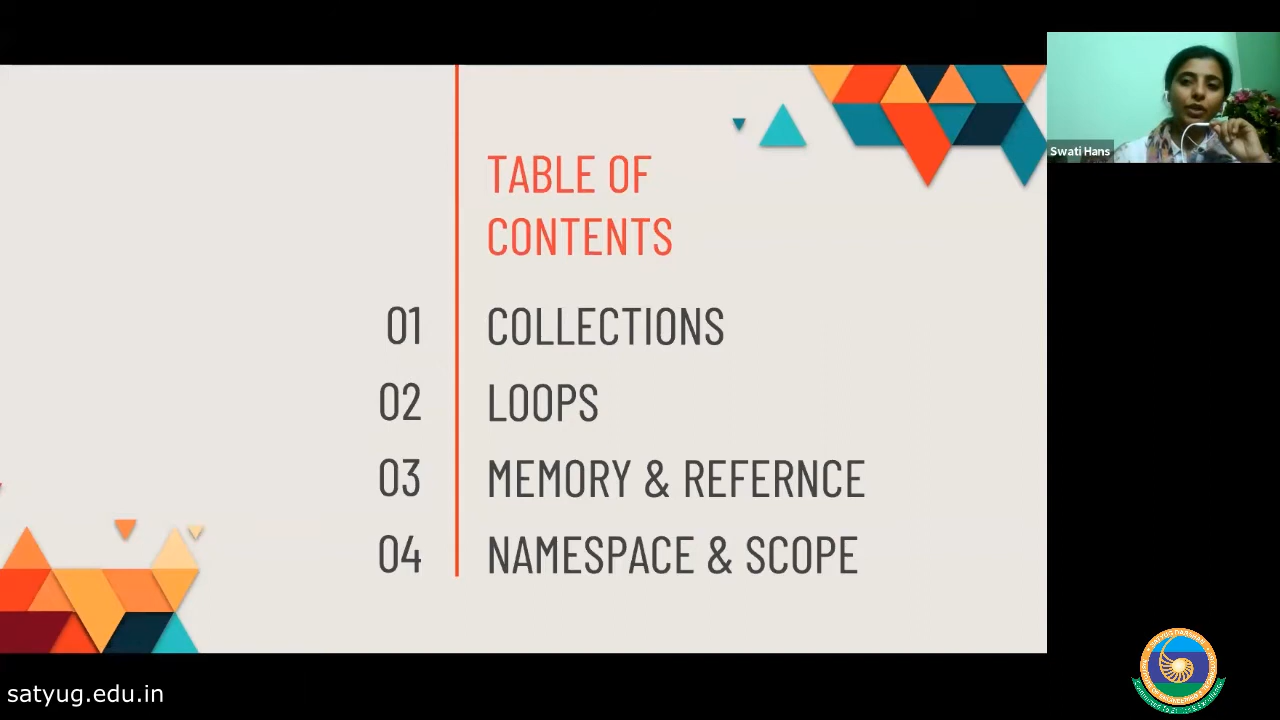 TABLE OF
CONTENTS
01 COLLECTIONS
02 LOOPS
03 MEMORY & REFERNCE
04 NAMESPACE & SCOPE
Swati Hans
satyug.edu.in